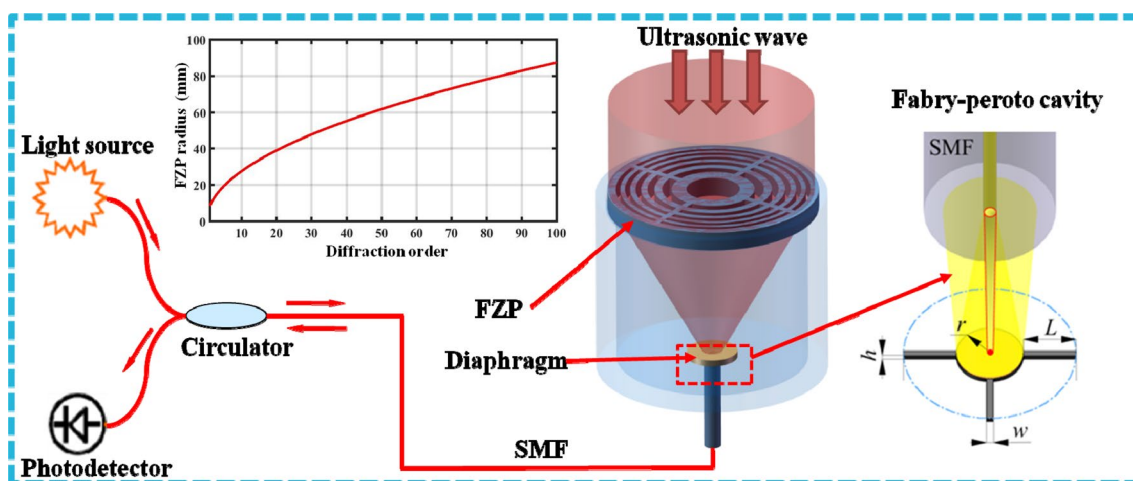 Ultrasonic wave
Fabry-peroto cavity
Light source
FZP radius (mm)
100
80
60
40
20
0
10 20 30 40 50 60 70 80 90 100
Diffraction order
SMF
FZP
Circulator
Diaphragm
r
L
h
w
SMF
Photodetector